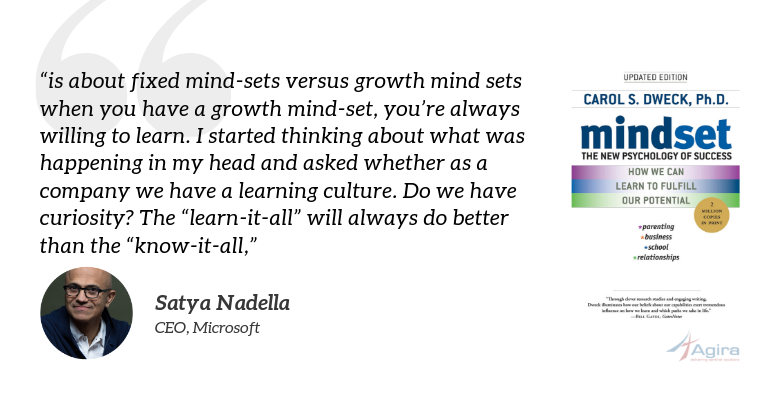 “is about fixed mind-sets versus growth mind sets
when you have a growth mind-set, you’re always
willing to learn. I started thinking about what was
happening in my head and asked whether as a
company we have a learning culture. Do we have
curiosity? The “learn-it-all” will always do better
than the “know-it-all,”
Satya Nadella
CEO, Microsoft
UPDATED EDITION
CAROL S. DWECK, Ph.D.
mindset
THE NEW PSYCHOLOGY OF SUCCESS
HOW WE CAN
LEARN TO FULFILL
OUR POTENTIAL
2
MILLION
COPIES
IN PRINT
*parenting
*business
*school
*relationships
“Through clever research studies and engaging writing,
Dweck illuminates how our beliefs about our capabilities exert tremendous
influence on how we learn and which paths we take in life.”
—BILL GATES, GatesNotes
Agira